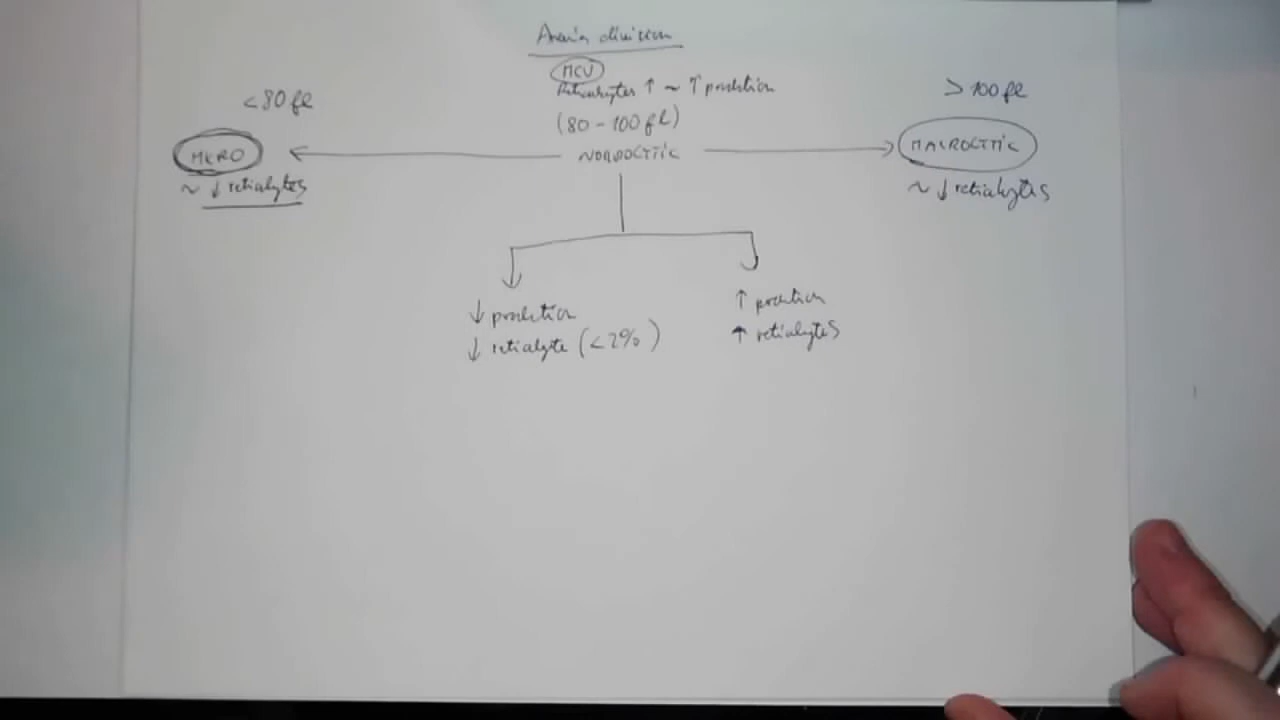 Anemia division
MCV
Reticulocytes ↑ ~ ↑ production
< 80 fl
> 100 fl
(80 - 100 fl)
MICRO
NORMOCYTIC
MACROCYTIC
~ ↓ reticulocytes
~ ↓ reticulocytes
↓ production
↓ reticulocyte (<2%)
↑ production
↑ reticulocytes